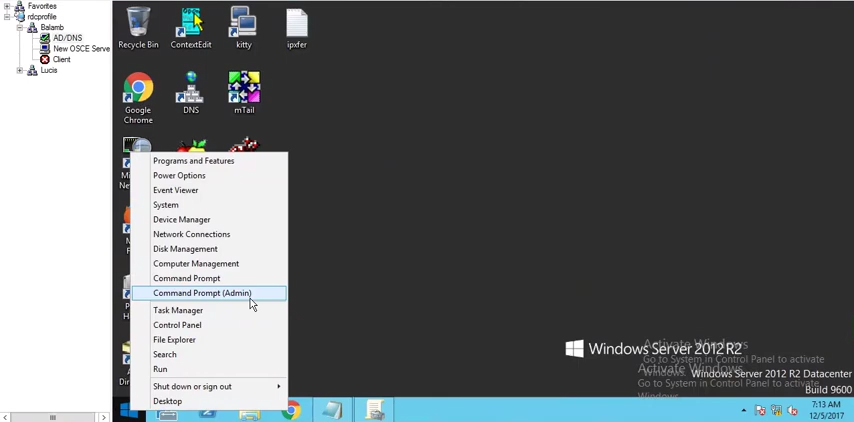 Favorites
rdcprofile
Balamb
AD/DNS
New OSCE Serve
Client
Lucis
Recycle Bin
ContextEdit
kitty
ipxfer
Google
Chrome
DNS
mTail
Programs and Features
Power Options
Event Viewer
System
Device Manager
Network Connections
Disk Management
Computer Management
Command Prompt
Command Prompt (Admin)
Task Manager
Control Panel
File Explorer
Search
Run
Shut down or sign out
Desktop
Windows Server 2012 R2
Activate Windows
Go to System in Control Panel to activate
Windows.
Activate Windows
Windows Server 2012 R2 Datacenter
Go to System in Control Panel to activate
Build 9600
Windows.
7:13 AM
12/5/2017